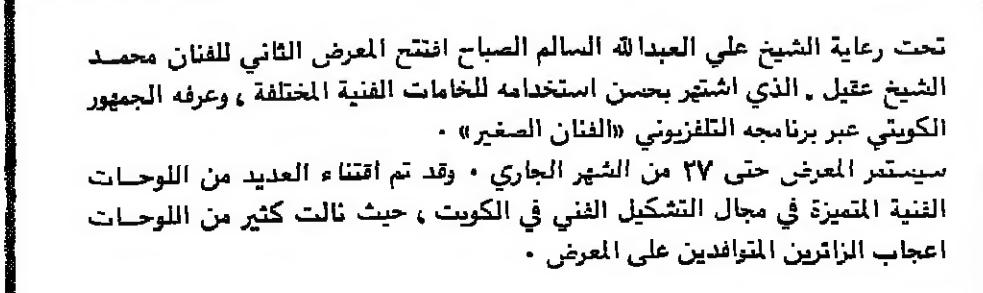 تحت رعاية الشيخ علي العبدالله السالم الصباح افتتح المعرض الثاني للفنان محمـد
الشيخ عقيل . الذي اشتهر بحسن استخدامه للخامات الفنية المختلفة ، وعرفه الجمهور
الكويتي عبر برنامجه التلفزيوني «الفنان الصغير» .
سيستمر المعرض حتى ٢٧ من الشهر الجاري . وقد تم اقتناء العديد من اللوحـات
الفنية المتميزة في مجال التشكيل الفني في الكويت ، حيث نالت كثير من اللوحـات
اعجاب الزائرين المتوافدين على المعرض .